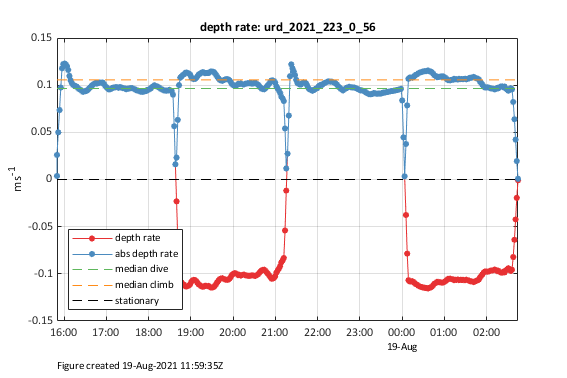 depth rate: urd_2021_223_0_56
0.15
0.1
0.05
0
-0.05
-0.1
-0.15
m s⁻¹
depth rate
abs depth rate
median dive
median climb
stationary
16:00 17:00 18:00 19:00 20:00 21:00 22:00 23:00 00:00 01:00 02:00
19-Aug
Figure created 19-Aug-2021 11:59:35Z